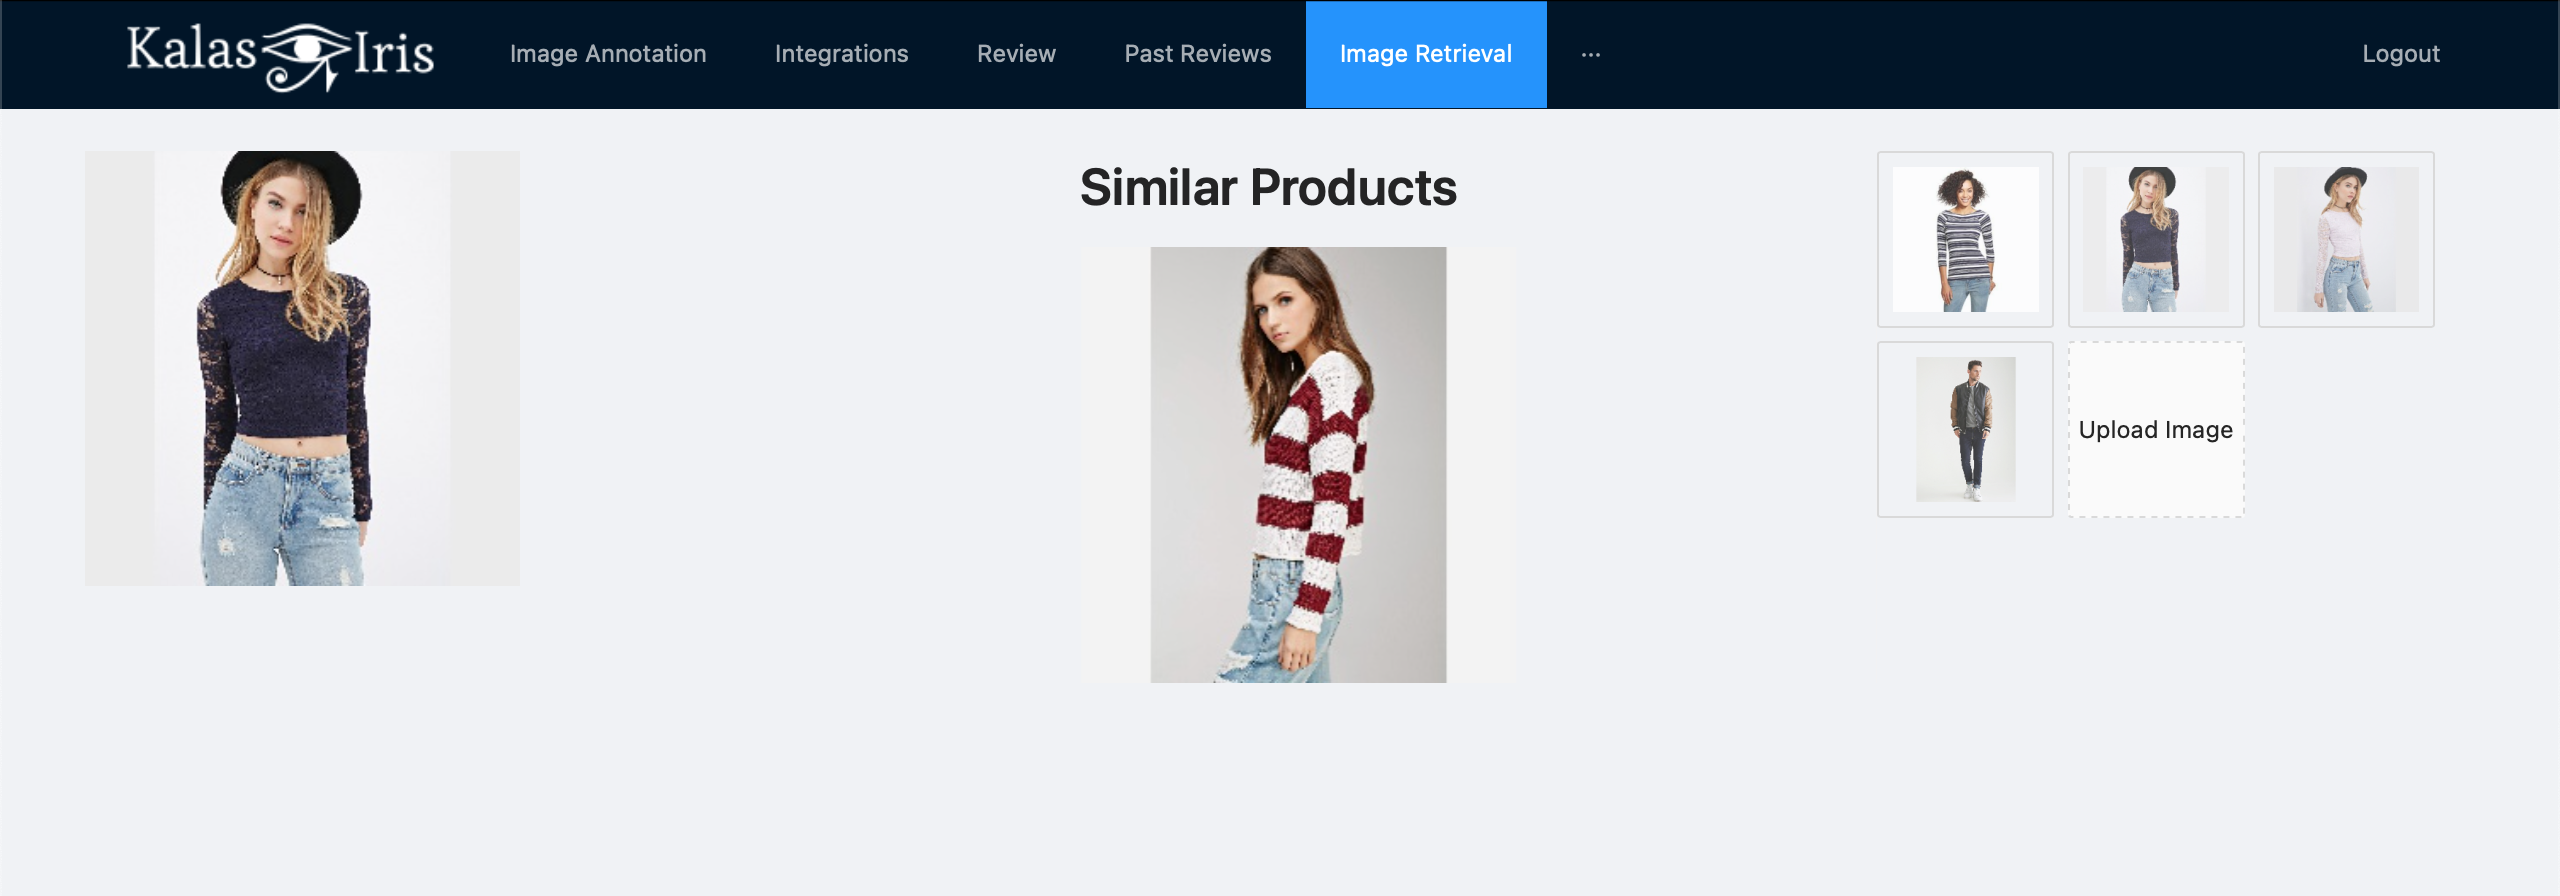 Kalas Iris
Image Annotation
Integrations
Review
Past Reviews
Image Retrieval
···
Logout
Similar Products
Upload Image